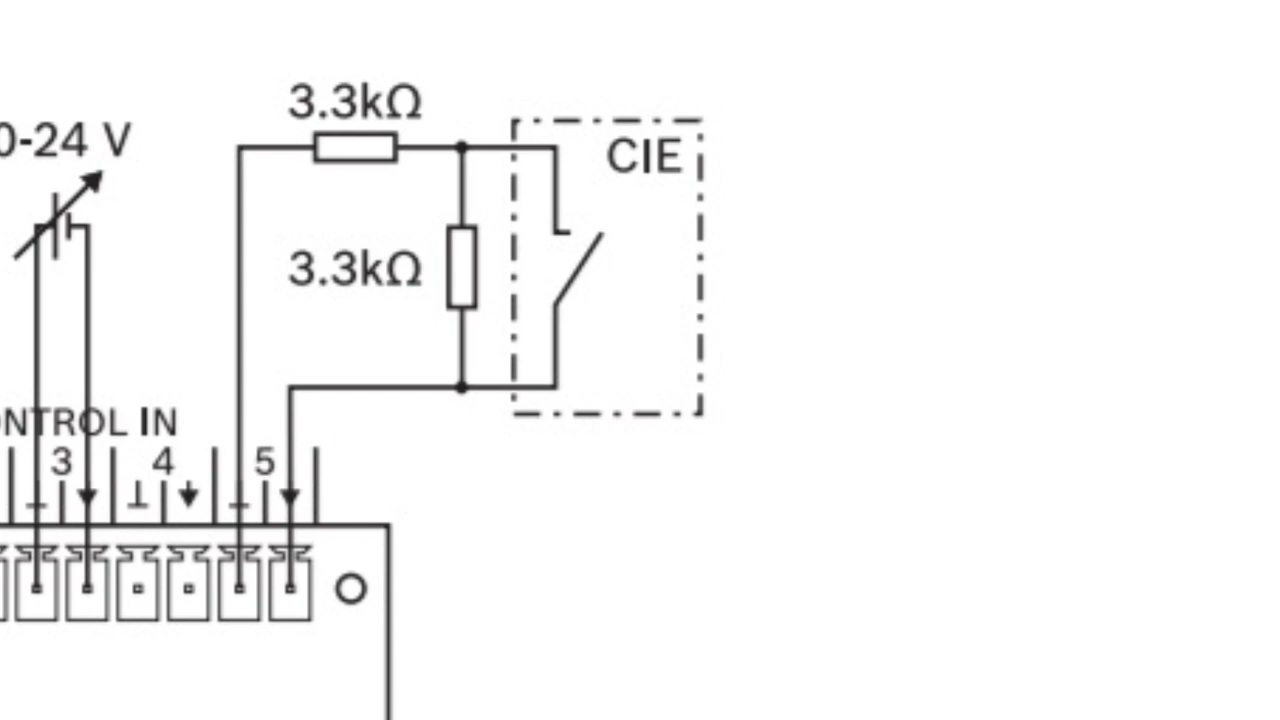 3.3kΩ
0-24 V
CIE
3.3kΩ
ONTROL IN
3 4 5